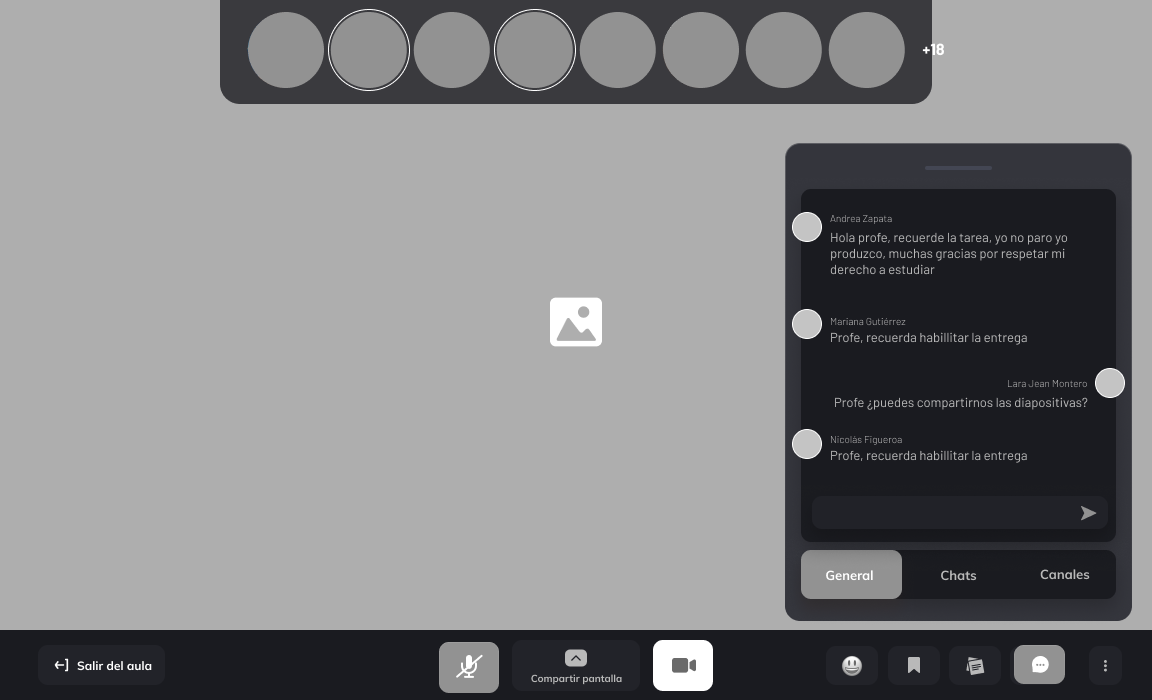 +18
Andrea Zapata
Hola profe, recuerde la tarea, yo no paro yo
produzco, muchas gracias por respetar mi
derecho a estudiar
Mariana Gutiérrez
Profe, recuerda habillitar la entrega
Lara Jean Montero
Profe ¿puedes compartirnos las diapositivas?
Nicolás Figueroa
Profe, recuerda habillitar la entrega
General
Chats
Canales
Salir del aula
Compartir pantalla